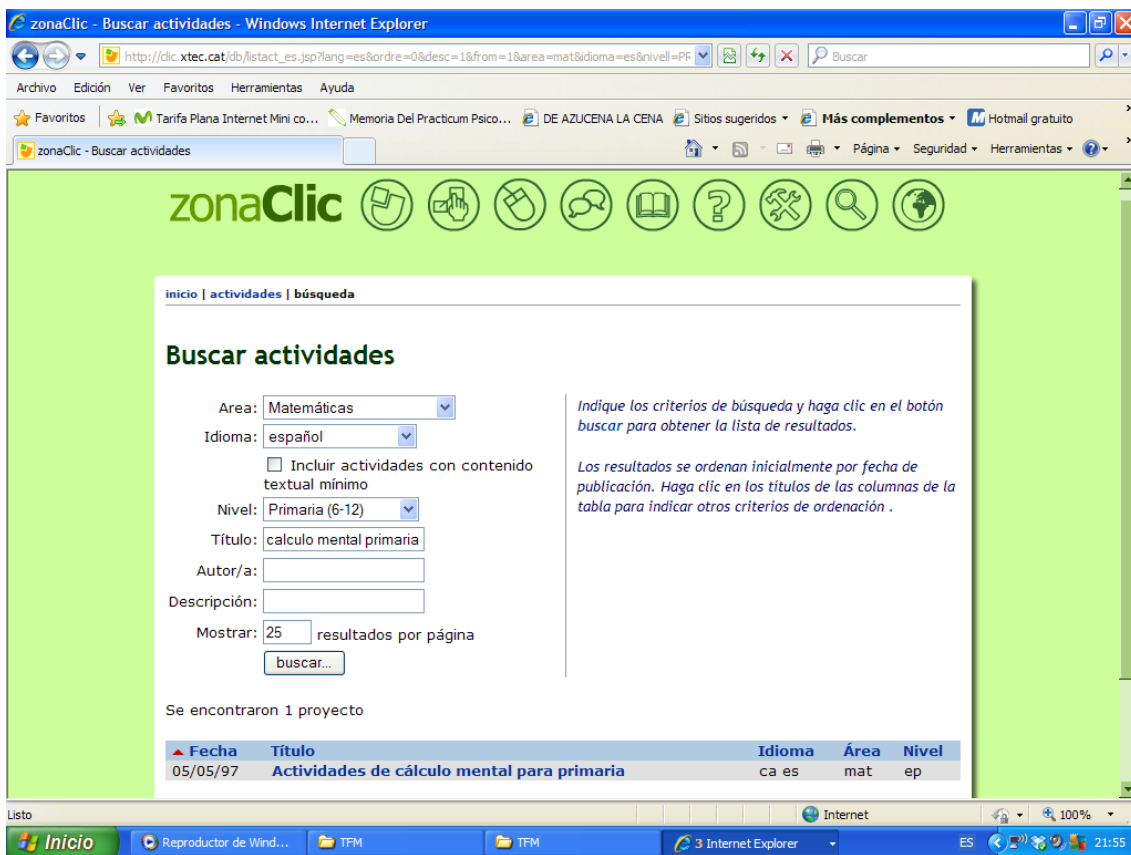 zonaClic - Buscar actividades - Windows Internet Explorer
http://clic.xtec.cat/db/listact_es.jsp?lang=es&ordre=0&desc=1&from=1&area=mat&idioma=es&nivell=PF
Buscar
Archivo Edición Ver Favoritos Herramientas Ayuda
Favoritos Tarifa Plana Internet Mini co... Memoria Del Practicum Psico... DE AZUCENA LA CENA Sitios sugeridos Más complementos Hotmail gratuito
zonaClic - Buscar actividades Página Seguridad Herramientas
zonaClic
inicio | actividades | búsqueda
Buscar actividades
Area: Matemáticas
Idioma: español
Incluir actividades con contenido
textual mínimo
Nivel: Primaria (6-12)
Título: calculo mental primaria
Autor/a:
Descripción:
Mostrar: 25 resultados por página
buscar...
Indique los criterios de búsqueda y haga clic en el botón
buscar para obtener la lista de resultados.
Los resultados se ordenan inicialmente por fecha de
publicación. Haga clic en los títulos de las columnas de la
tabla para indicar otros criterios de ordenación .
Se encontraron 1 proyecto
Fecha Título Idioma Área Nivel
05/05/97 Actividades de cálculo mental para primaria ca es mat ep
Listo Internet 100%
Inicio Reproductor de Wind... TFM TFM 3 Internet Explorer ES 21:55